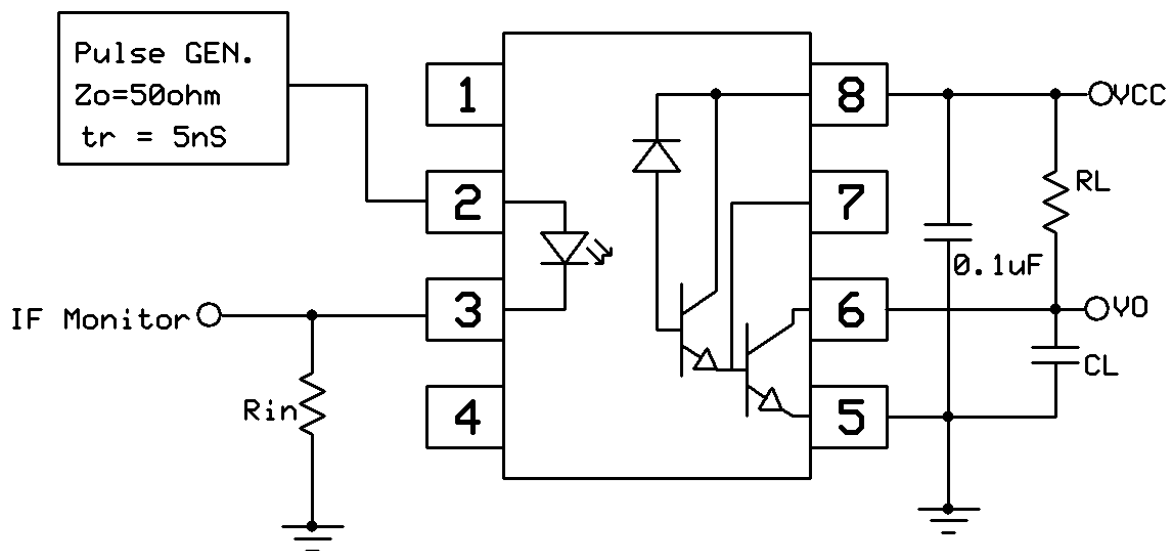 Pulse GEN.
Zo=50ohm
tr = 5nS
1
2
3
4
8
7
6
5
VCC
RL
0.1uF
VO
CL
IF Monitor
Rin